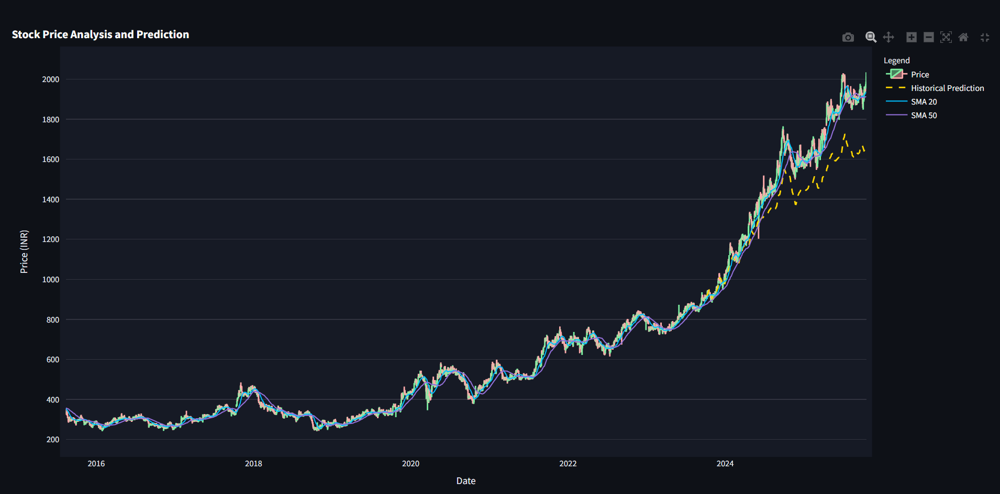 Stock Price Analysis and Prediction
Legend
Price
Historical Prediction
SMA 20
SMA 50
2000
1800
1600
1400
1200
1000
800
600
400
200
Price (INR)
2016 2018 2020 2022 2024
Date